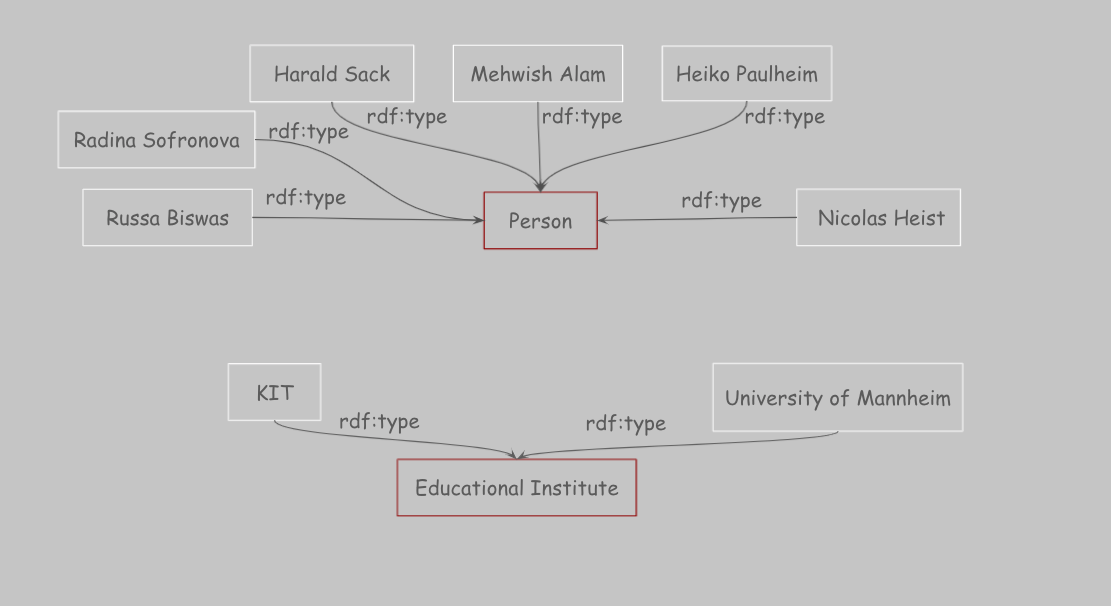 Harald Sack
Mehwish Alam
Heiko Paulheim
rdf:type
rdf:type
rdf:type
Radina Sofronova
rdf:type
Russa Biswas
rdf:type
Person
rdf:type
Nicolas Heist
KIT
University of Mannheim
rdf:type
rdf:type
Educational Institute